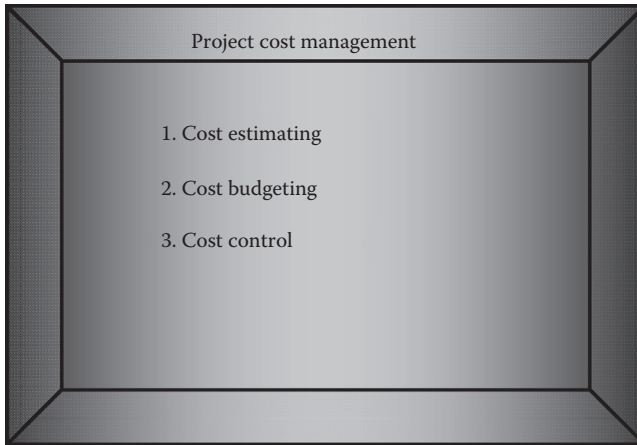 Project cost management
1. Cost estimating
2. Cost budgeting
3. Cost control